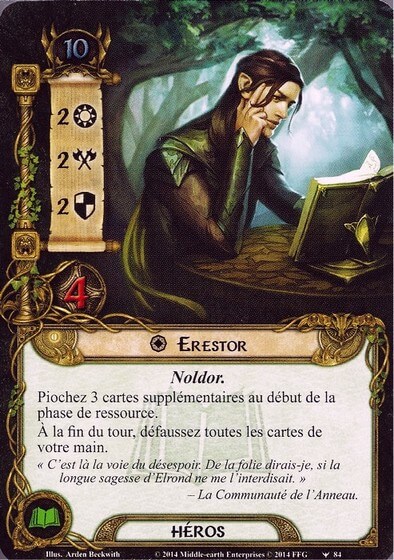 10
2
2
2
4
Erestor
Noldor.
Piochez 3 cartes supplémentaires au début de la
phase de ressource.
À la fin du tour, défaussez toutes les cartes de
votre main.
« C'est là la voie du désespoir. De la folie dirais-je, si la
longue sagesse d'Elrond ne me l'interdisait. »
– La Communauté de l'Anneau.
HÉROS
Illus. Arden Beckwith © 2014 Middle-earth Enterprises © 2014 FFG 84